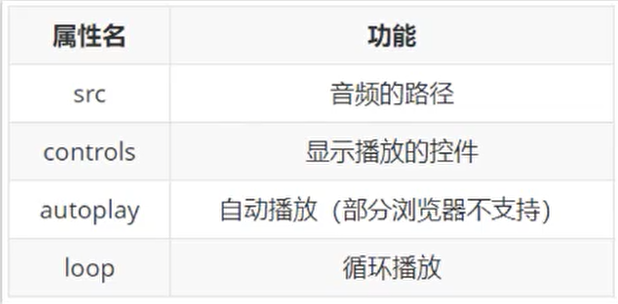 属性名 功能
src 音频的路径
controls 显示播放的控件
autoplay 自动播放（部分浏览器不支持）
loop 循环播放